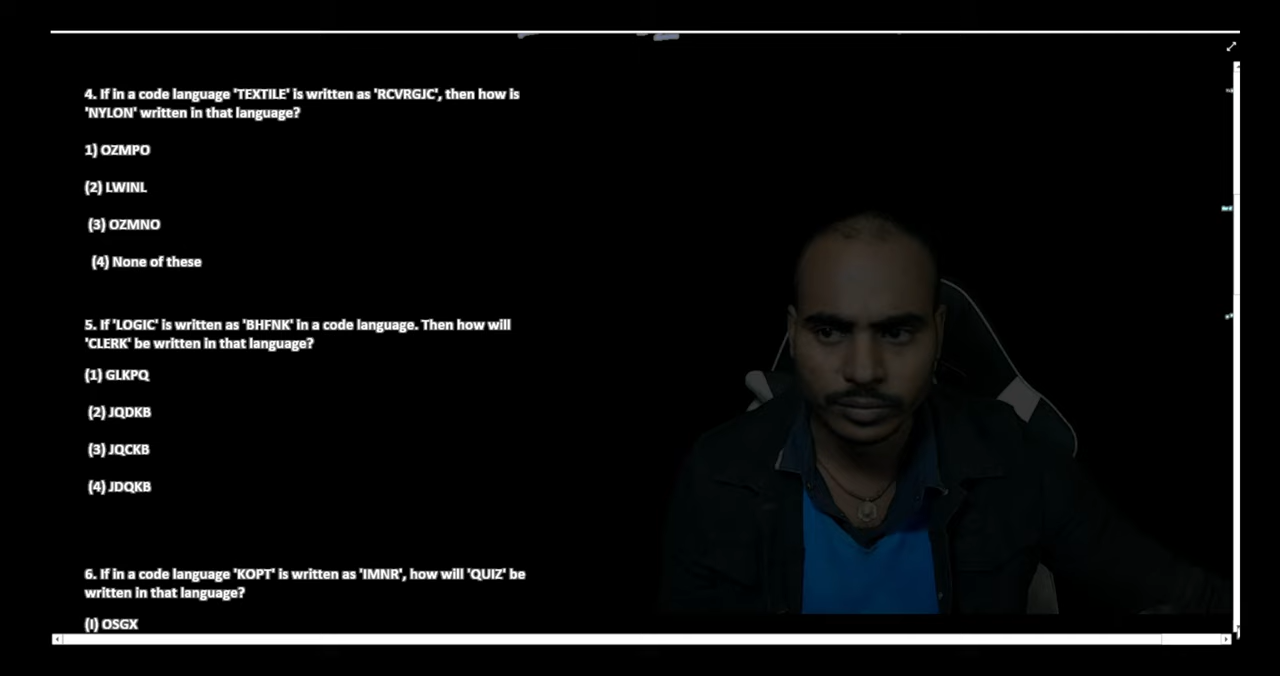 4. If in a code language 'TEXTILE' is written as 'RCVRGJC', then how is
'NYLON' written in that language?
1) OZMPO
(2) LWINL
(3) OZMNO
(4) None of these
5. If 'LOGIC' is written as 'BHFNK' in a code language. Then how will
'CLERK' be written in that language?
(1) GLKPQ
(2) JQDKB
(3) JQCKB
(4) JDQKB
6. If in a code language 'KOPT' is written as 'IMNR', how will 'QUIZ' be
written in that language?
(I) OSGX